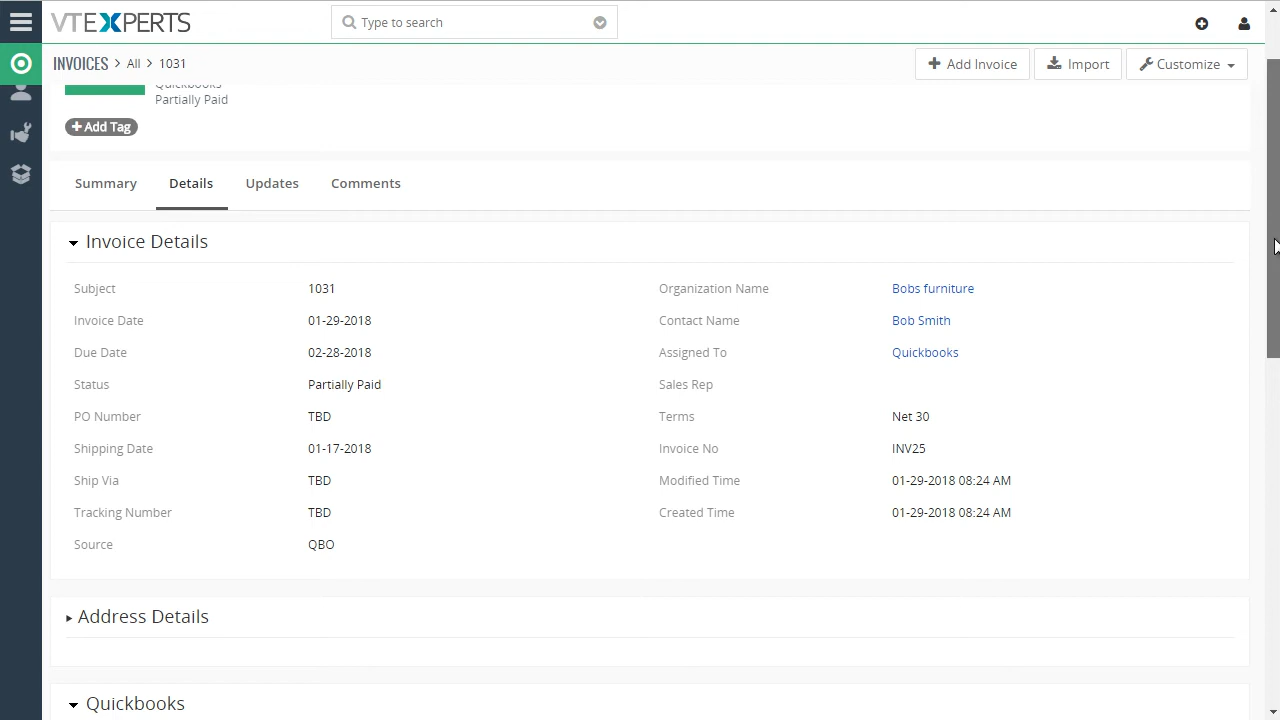 VTEXPERTS
Type to search
INVOICES > All > 1031
Add Invoice
Import
Customize
Quickbooks
Partially Paid
+ Add Tag
Summary
Details
Updates
Comments
Invoice Details
Subject 1031 Organization Name Bobs furniture
Invoice Date 01-29-2018 Contact Name Bob Smith
Due Date 02-28-2018 Assigned To Quickbooks
Status Partially Paid Sales Rep
PO Number TBD Terms Net 30
Shipping Date 01-17-2018 Invoice No INV25
Ship Via TBD Modified Time 01-29-2018 08:24 AM
Tracking Number TBD Created Time 01-29-2018 08:24 AM
Source QBO
Address Details
Quickbooks